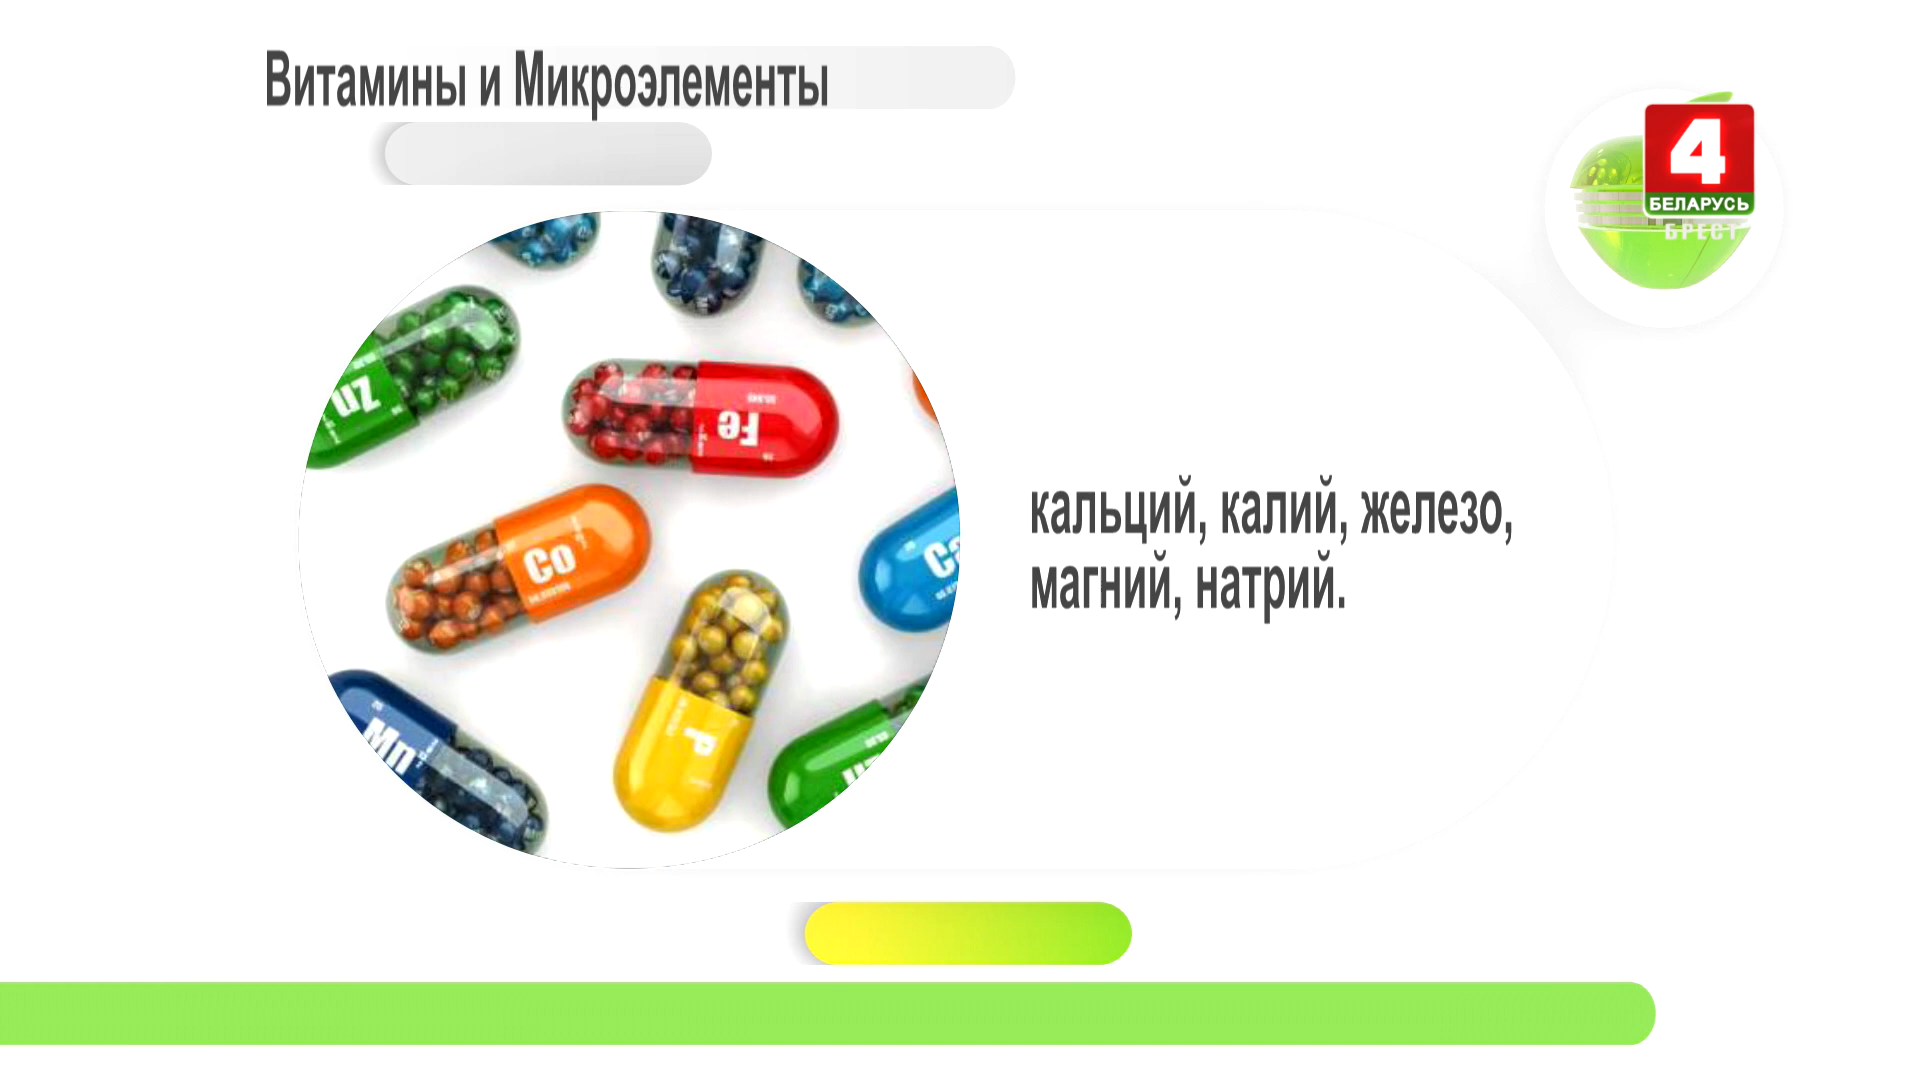 Витамины и Микроэлементы
4
БЕЛАРУСЬ
БРЕСТ
Zn
Fe
Co
Ca
кальций, калий, железо,
магний, натрий.
Mn
P